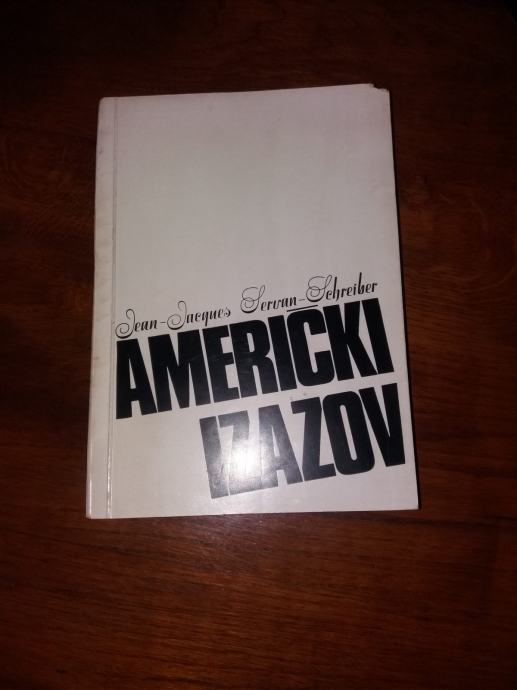 Jean-Jacques Servan-Schreiber
AMERIČKI
IZAZOV